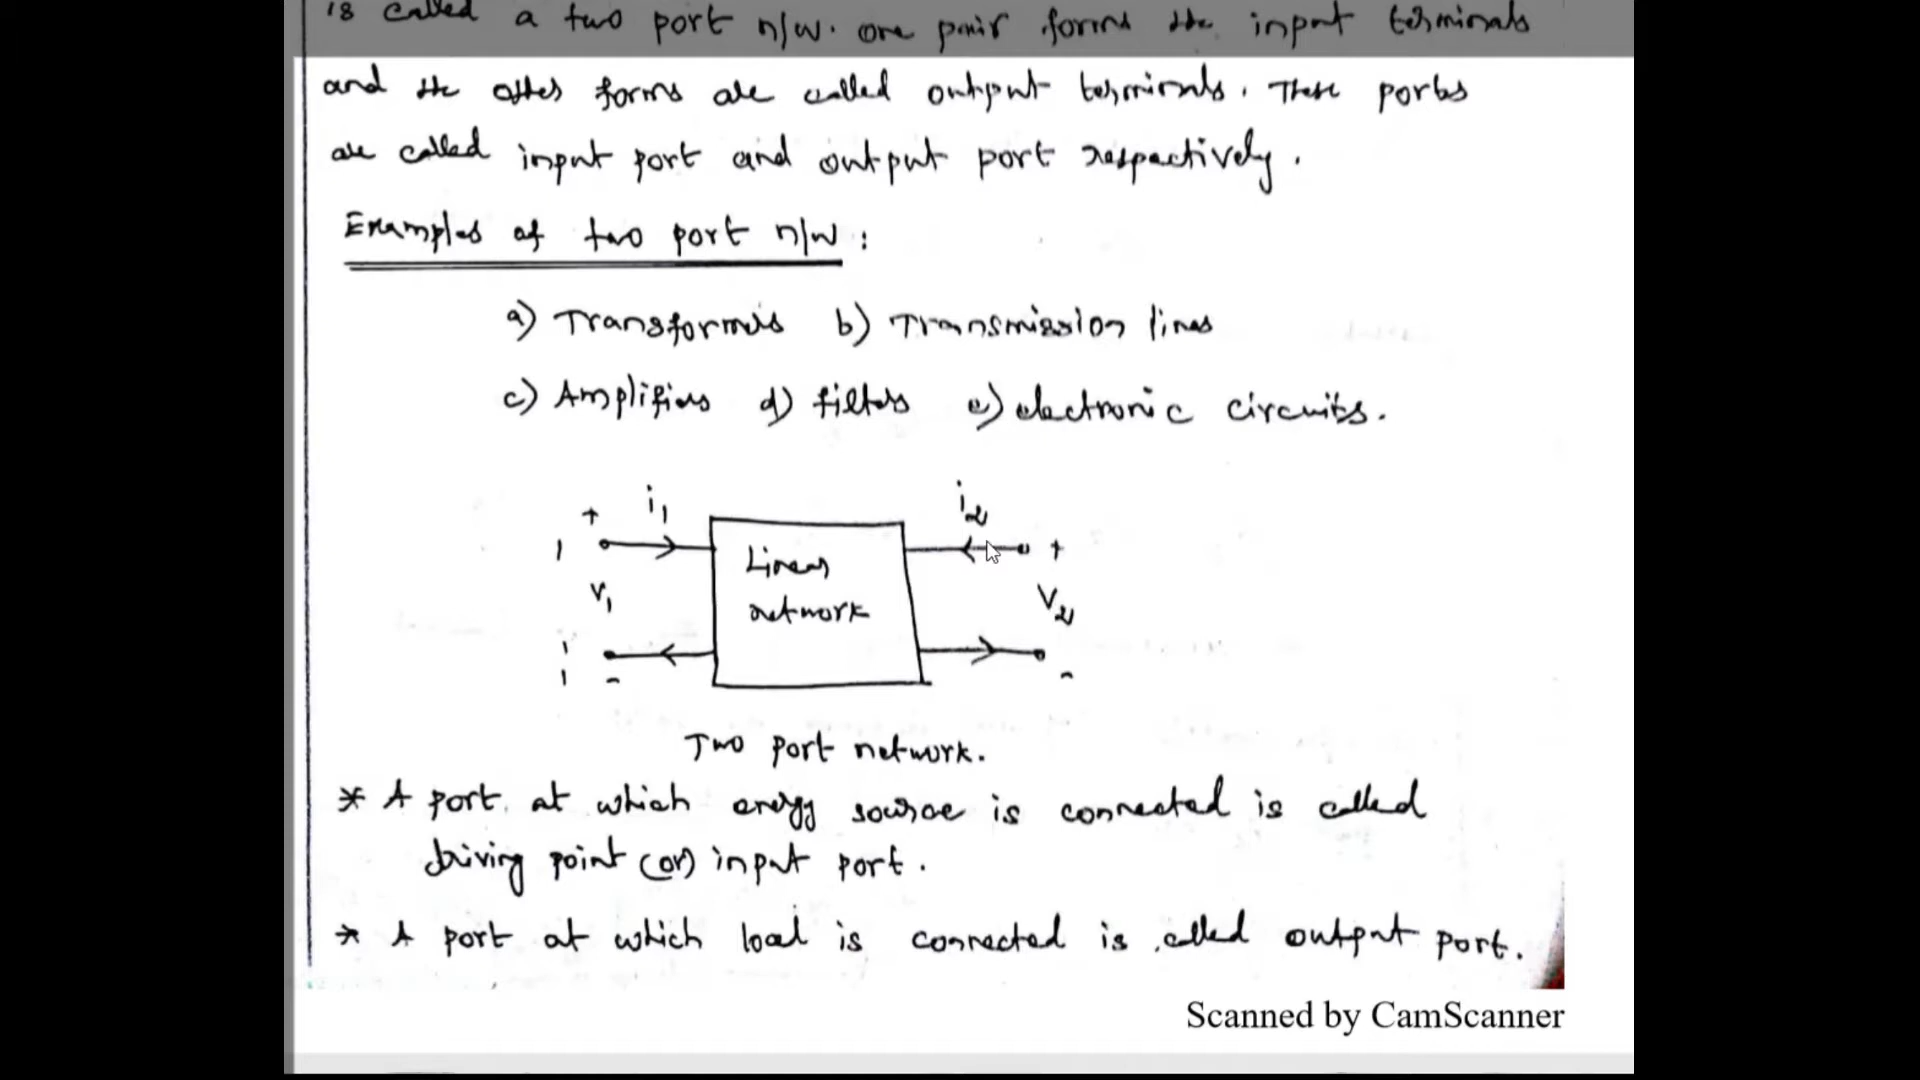 is called a two port n/w. one pair forms the input terminals
and the other forms are called output terminals. These ports
are called input port and output port respectively.
Examples of two port n/w :
a) Transformers b) Transmission lines
c) Amplifiers d) filters e) electronic circuits.
+ i1 i2
1 +
Linear
v1 network V2
1
1 - -
Two port network.
* A port at which energy source is connected is called
driving point (or) input port.
* A port at which load is connected is called output port.
Scanned by CamScanner